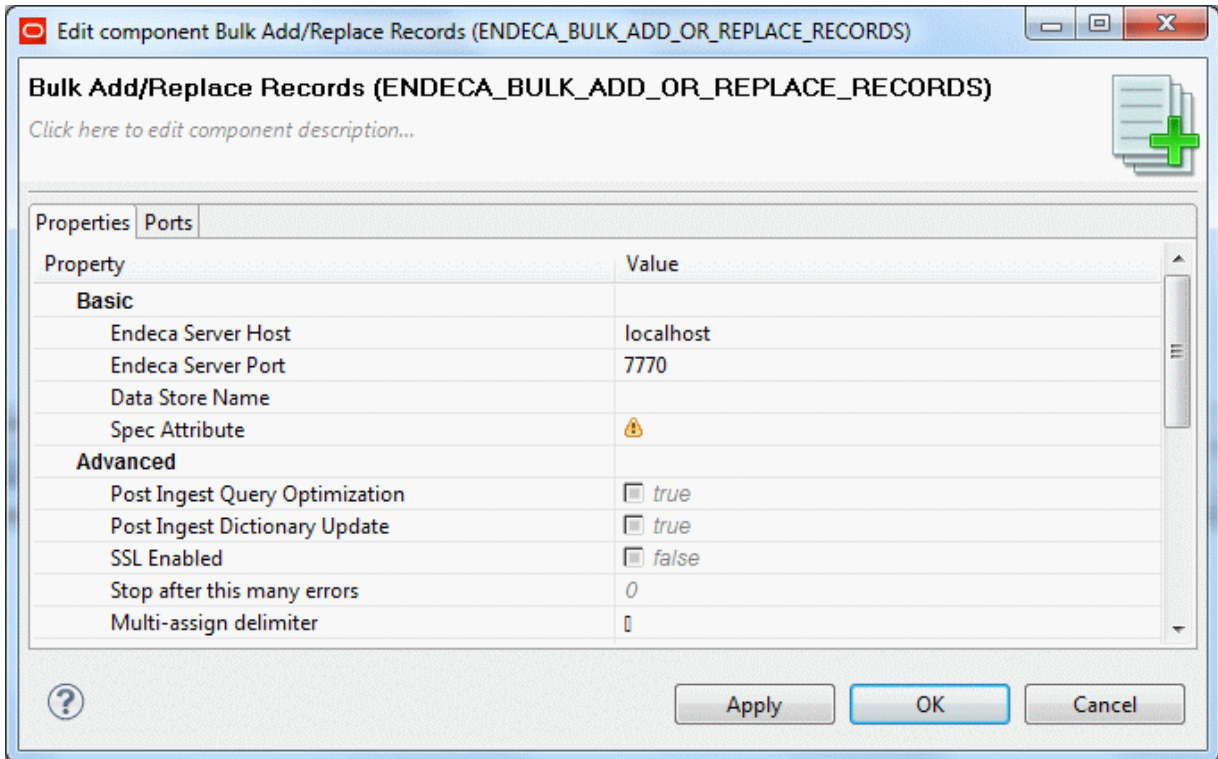 Edit component Bulk Add/Replace Records (ENDECA_BULK_ADD_OR_REPLACE_RECORDS)
Bulk Add/Replace Records (ENDECA_BULK_ADD_OR_REPLACE_RECORDS)
Click here to edit component description...
Properties Ports
Property Value
Basic
Endeca Server Host localhost
Endeca Server Port 7770
Data Store Name
Spec Attribute
Advanced
Post Ingest Query Optimization true
Post Ingest Dictionary Update true
SSL Enabled false
Stop after this many errors 0
Multi-assign delimiter ▯
Apply OK Cancel